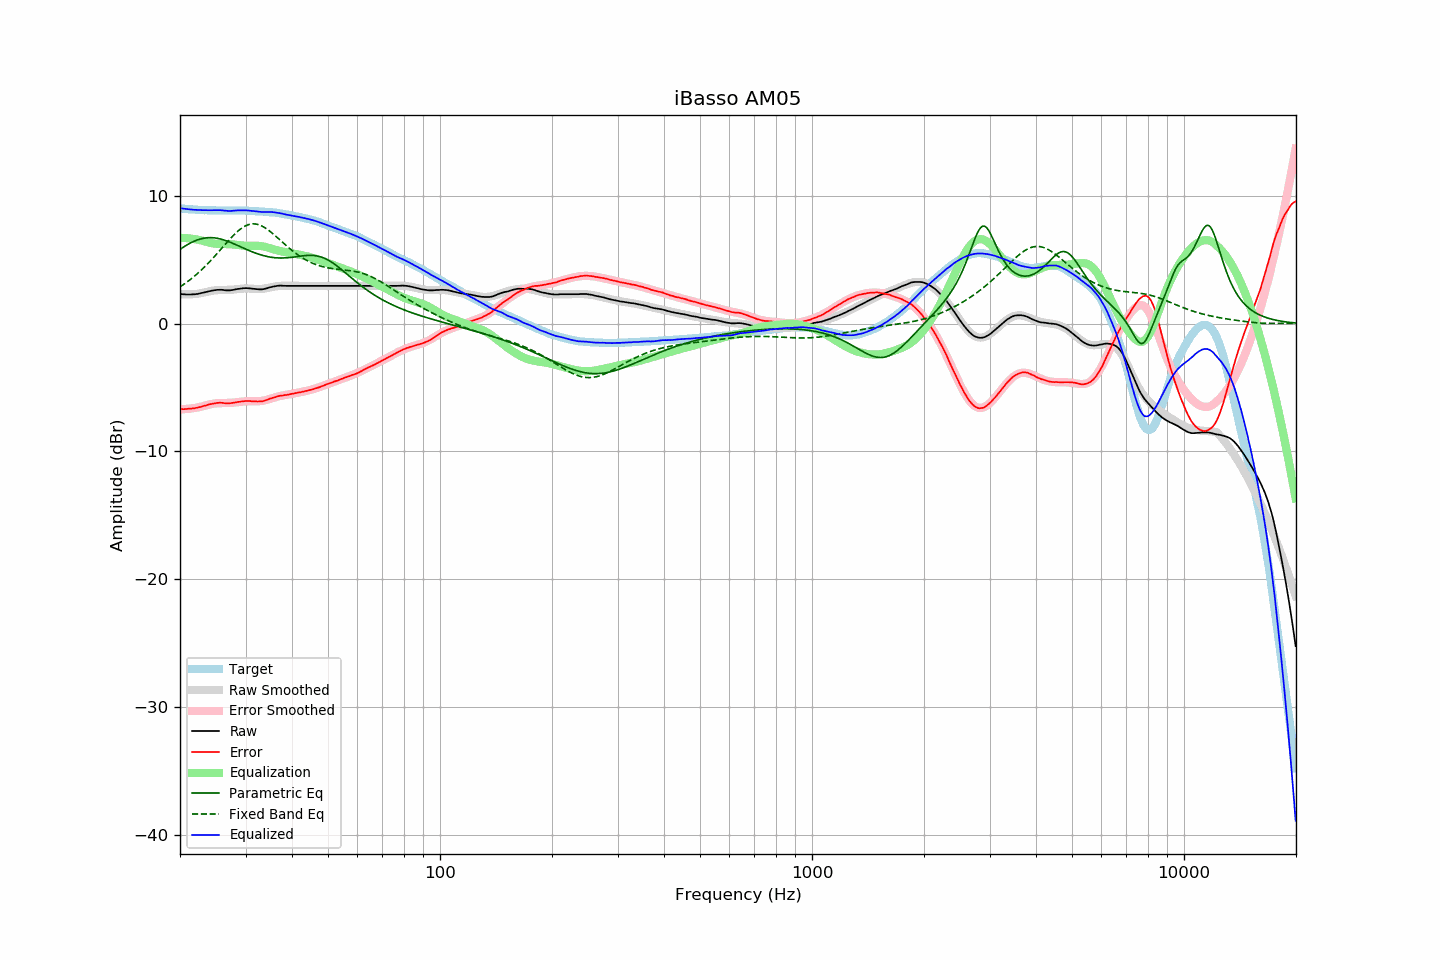 iBasso AM05
Amplitude (dBr)
10
0
−10
−20
−30
−40
Target
Raw Smoothed
Error Smoothed
Raw
Error
Equalization
Parametric Eq
Fixed Band Eq
Equalized
100 1000 10000
Frequency (Hz)